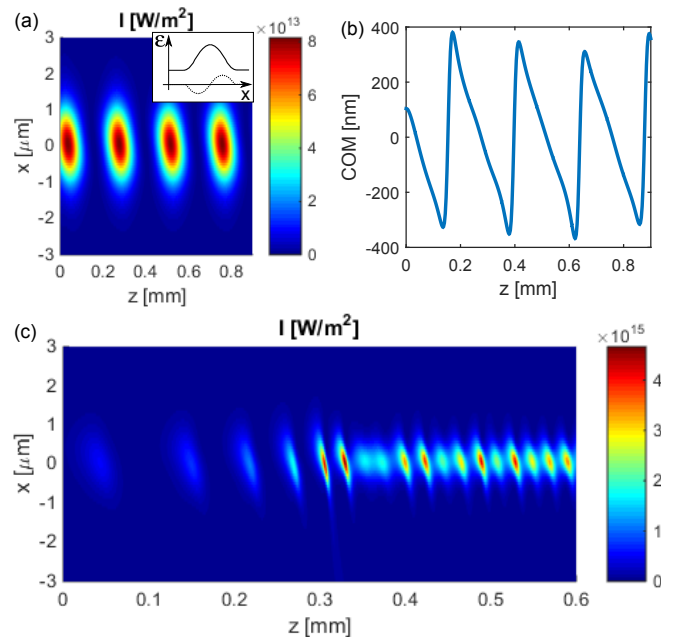 (a)
I [W/m²]
× 10¹³
x [μm]
3
2
1
0
-1
-2
-3
0 0.2 0.4 0.6 0.8
z [mm]
8
6
4
2
0
ε
x
(b)
COM [nm]
400
200
0
-200
-400
0 0.2 0.4 0.6 0.8
z [mm]
(c)
I [W/m²]
× 10¹⁵
x [μm]
3
2
1
0
-1
-2
-3
0 0.1 0.2 0.3 0.4 0.5 0.6
z [mm]
4
3
2
1
0